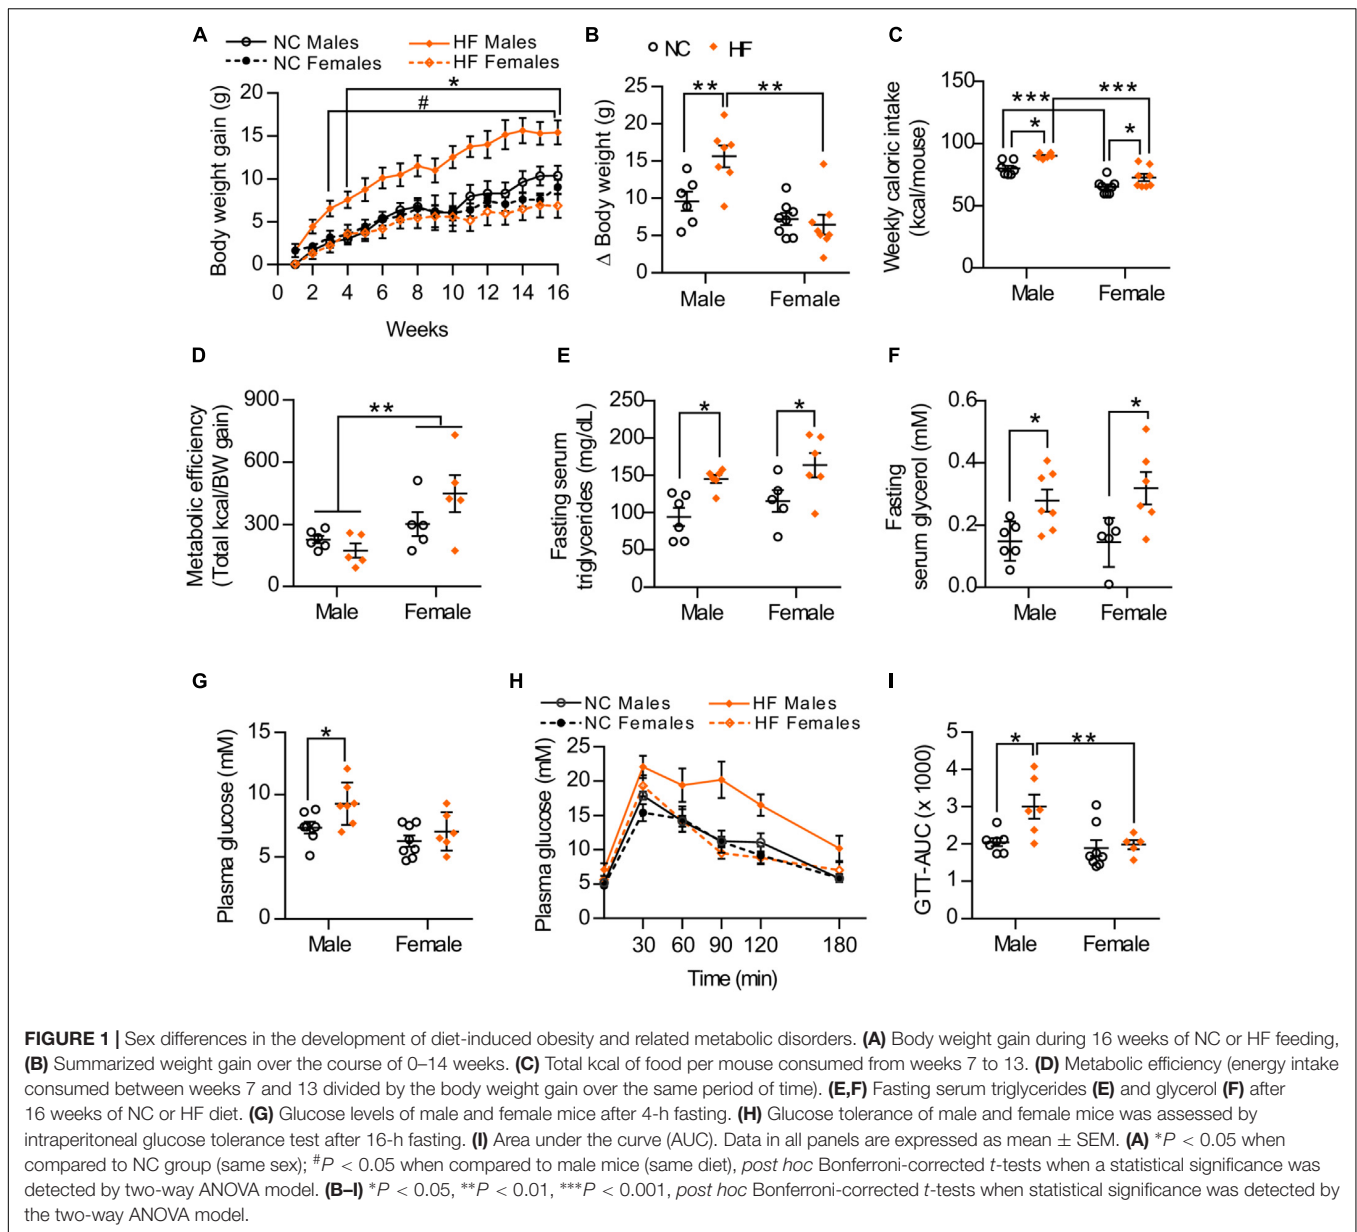 A
NC Males
HF Males
NC Females
HF Females
Body weight gain (g)
20
15
10
5
0
*
#
0 2 4 6 8 10 12 14 16
Weeks
B
NC
HF
Δ Body weight (g)
25
20
15
10
5
0
** **
Male Female
C
Weekly caloric intake
(kcal/mouse)
150
100
50
0
*** ***
* *
Male Female
D
Metabolic efficiency
(Total kcal/BW gain)
900
600
300
0
**
Male Female
E
Fasting serum
triglycerides (mg/dL)
250
200
150
100
50
0
* *
Male Female
F
Fasting
serum glycerol (mM)
0.6
0.4
0.2
0.0
* *
Male Female
G
Plasma glucose (mM)
15
10
5
0
*
Male Female
H
NC Males
HF Males
NC Females
HF Females
Plasma glucose (mM)
25
20
15
10
5
0
30 60 90 120 180
Time (min)
I
GTT-AUC (x 1000)
5
4
3
2
1
0
* **
Male Female
FIGURE 1 | Sex differences in the development of diet-induced obesity and related metabolic disorders. (A) Body weight gain during 16 weeks of NC or HF feeding,
(B) Summarized weight gain over the course of 0–14 weeks. (C) Total kcal of food per mouse consumed from weeks 7 to 13. (D) Metabolic efficiency (energy intake
consumed between weeks 7 and 13 divided by the body weight gain over the same period of time). (E,F) Fasting serum triglycerides (E) and glycerol (F) after
16 weeks of NC or HF diet. (G) Glucose levels of male and female mice after 4-h fasting. (H) Glucose tolerance of male and female mice was assessed by
intraperitoneal glucose tolerance test after 16-h fasting. (I) Area under the curve (AUC). Data in all panels are expressed as mean ± SEM. (A) *P < 0.05 when
compared to NC group (same sex); #P < 0.05 when compared to male mice (same diet), post hoc Bonferroni-corrected t-tests when a statistical significance was
detected by two-way ANOVA model. (B–I) *P < 0.05, **P < 0.01, ***P < 0.001, post hoc Bonferroni-corrected t-tests when statistical significance was detected by
the two-way ANOVA model.